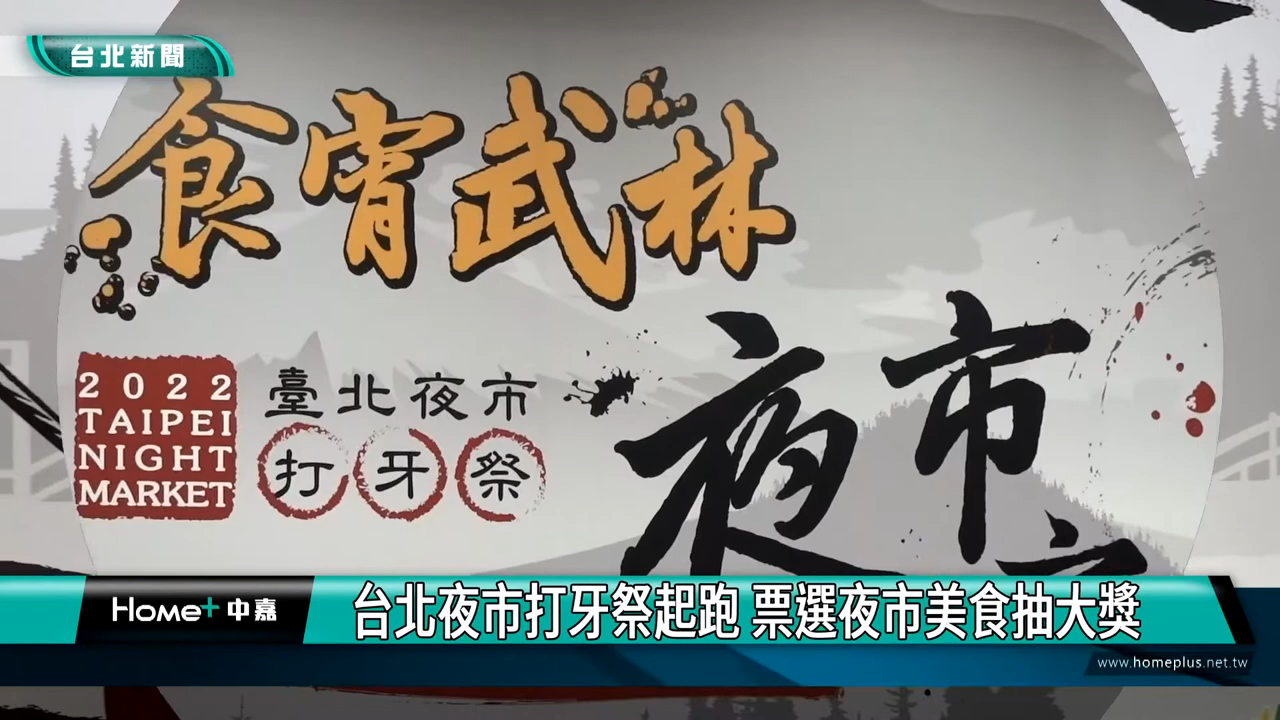 台北新聞
食宵武林
夜市
2022
TAIPEI
NIGHT
MARKET
臺北夜市
打牙祭
Home+中嘉
台北夜市打牙祭起跑 票選夜市美食抽大獎
www.homeplus.net.tw